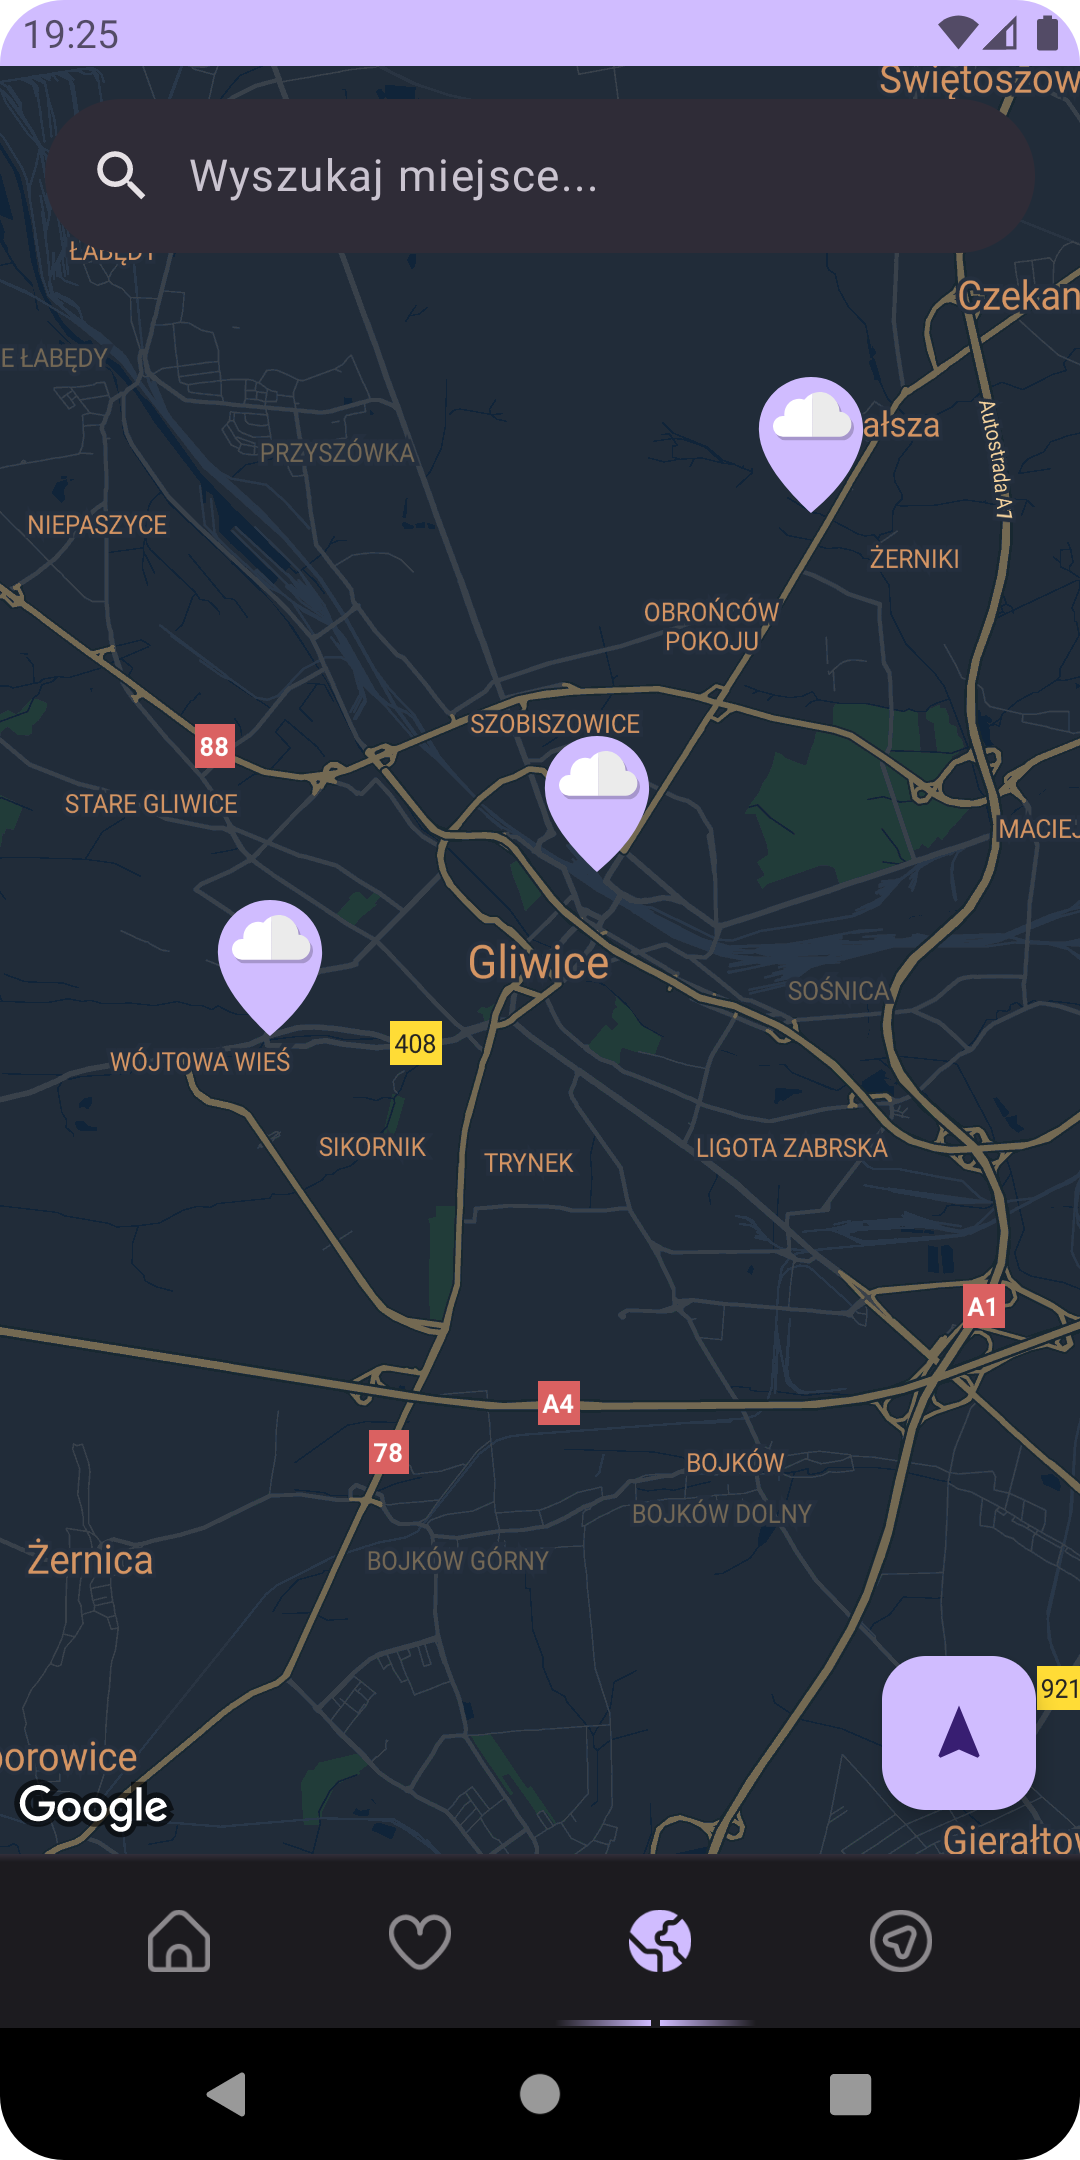 19:25
Świętoszow
Wyszukaj miejsce...
ŁABĘDY
Czekan
E ŁABĘDY
ałsza
Autostrada A1
PRZYSZÓWKA
NIEPASZYCE
ŻERNIKI
OBROŃCÓW
POKOJU
SZOBISZOWICE
88
STARE GLIWICE
MACIEJ
Gliwice
SOŚNICA
408
WÓJTOWA WIEŚ
SIKORNIK
TRYNEK
LIGOTA ZABRSKA
A1
A4
78
BOJKÓW
BOJKÓW DOLNY
Żernica
BOJKÓW GÓRNY
921
borowice
Google
Gierałtow